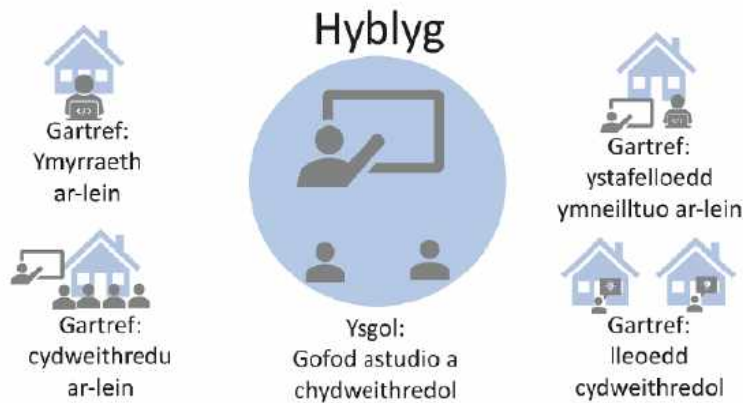 Hyblyg
Gartref:
Ymyrraeth
ar-lein
Gartref:
ystafelloedd
ymneilltuo ar-lein
Gartref:
cydweithredu
ar-lein
Ysgol:
Gofod astudio a
chydweithredol
Gartref:
lleoedd
cydweithredol